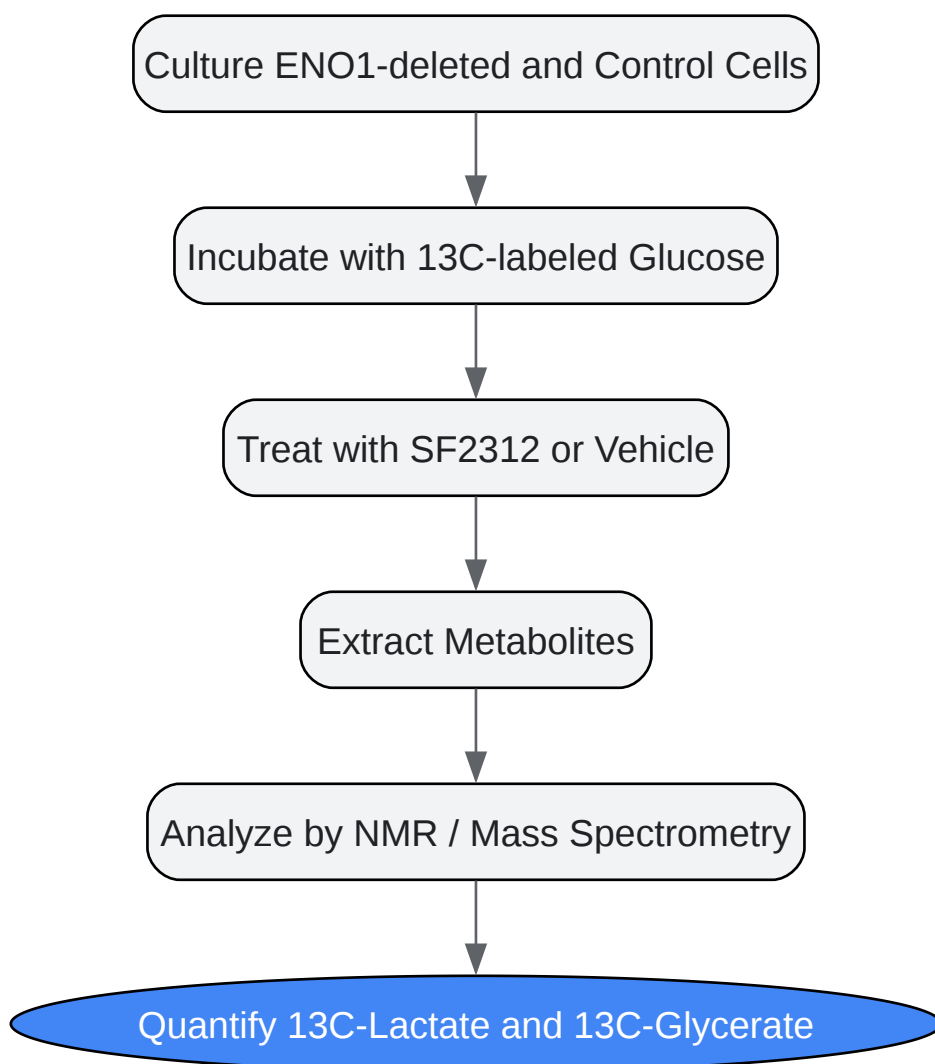 Culture ENO1-deleted and Control Cells
Incubate with 13C-labeled Glucose
Treat with SF2312 or Vehicle
Extract Metabolites
Analyze by NMR / Mass Spectrometry
Quantify 13C-Lactate and 13C-Glycerate